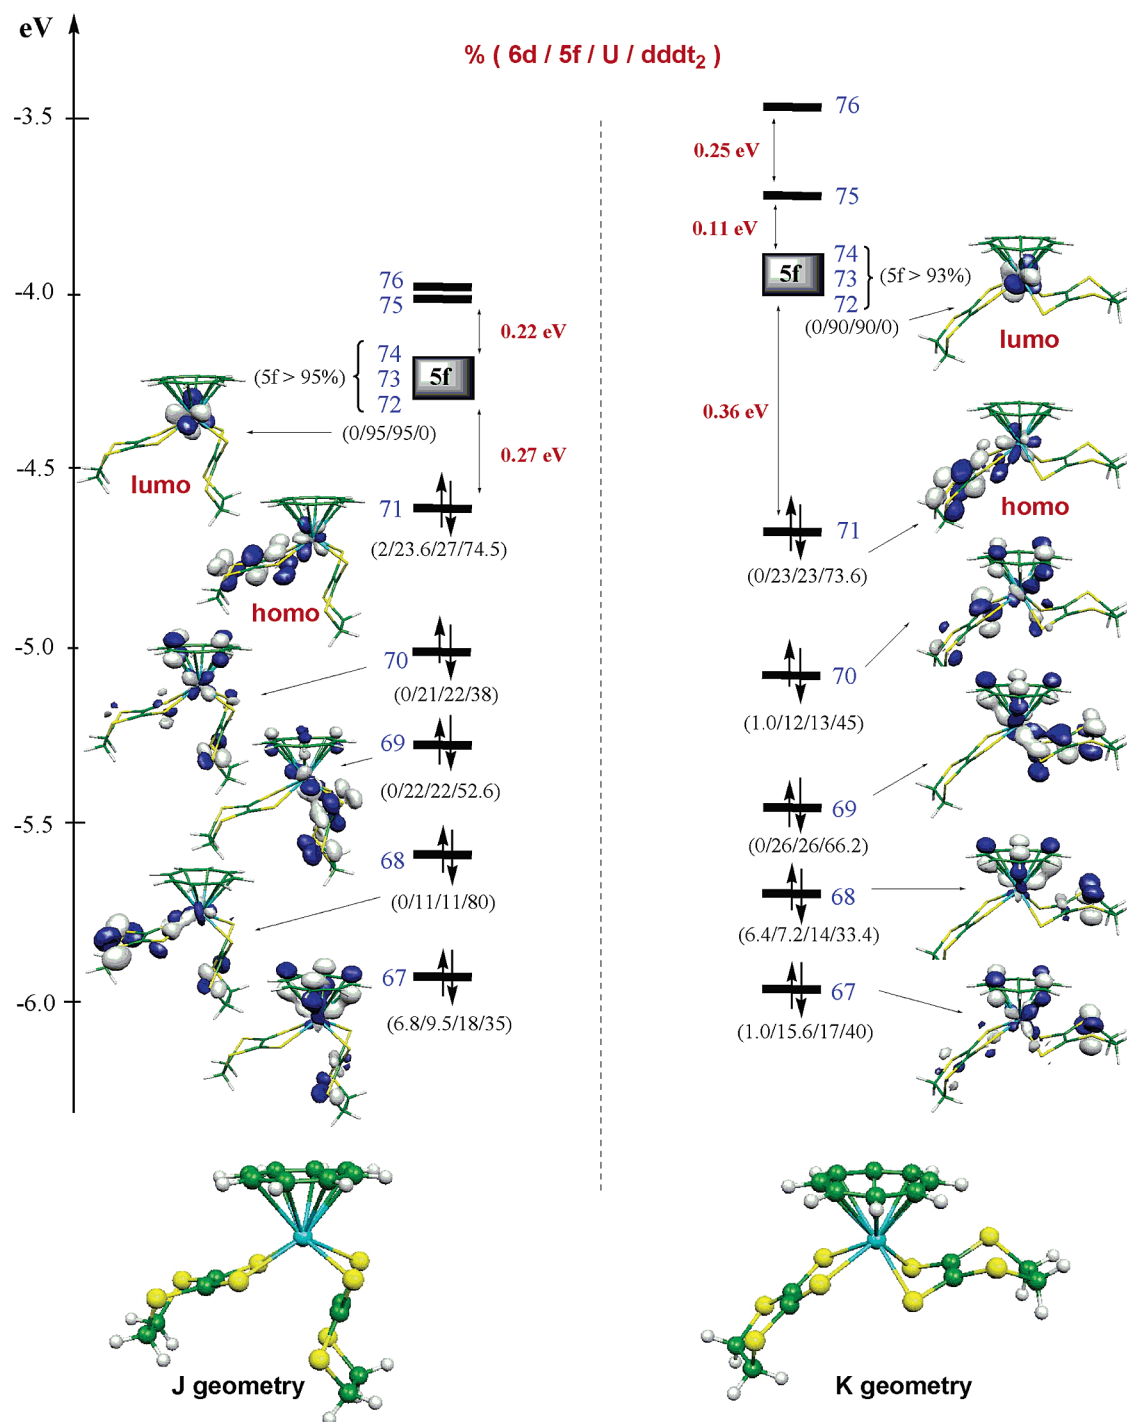 eV
% ( 6d / 5f / U / dddt2 )
-3.5
-4.0
-4.5
-5.0
-5.5
-6.0
76
75
0.22 eV
74
73
72
(5f > 95%)
5f
(0/95/95/0)
lumo
0.27 eV
71
(2/23.6/27/74.5)
homo
70
(0/21/22/38)
69
(0/22/22/52.6)
68
(0/11/11/80)
67
(6.8/9.5/18/35)
J geometry
76
0.25 eV
75
0.11 eV
74
73
72
5f
(5f > 93%)
(0/90/90/0)
lumo
0.36 eV
71
(0/23/23/73.6)
homo
70
(1.0/12/13/45)
69
(0/26/26/66.2)
68
(6.4/7.2/14/33.4)
67
(1.0/15.6/17/40)
K geometry